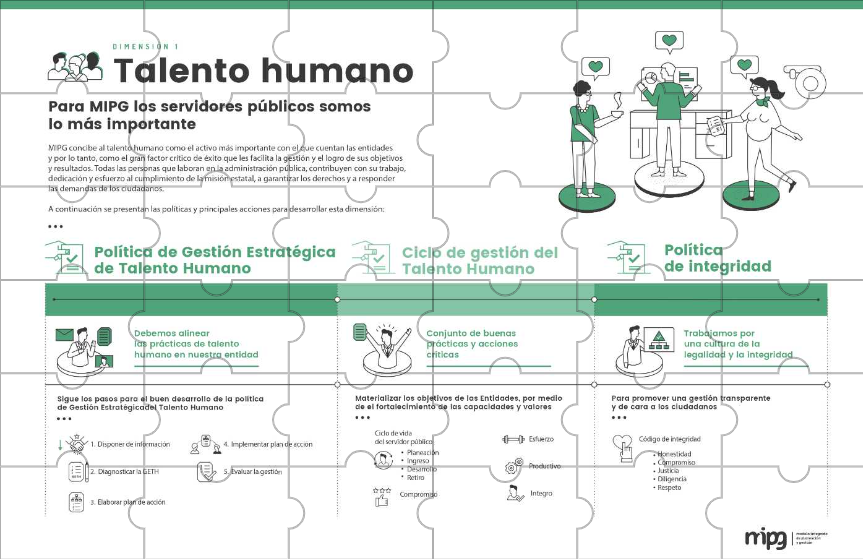 DIMENSIÓN 1
Talento humano
Para MIPG los servidores públicos somos
lo más importante
MIPG concibe al talento humano como el activo más importante con el que cuentan las entidades
y por lo tanto, como el gran factor crítico de éxito que les facilita la gestión y el logro de sus objetivos
y resultados. Todas las personas que laboran en la administración pública, contribuyen con su trabajo,
dedicación y esfuerzo al cumplimiento de la misión estatal, a garantizar los derechos y a responder
las demandas de los ciudadanos.
A continuación se presentan las políticas y principales acciones para desarrollar esta dimensión:
Política de Gestión Estratégica
de Talento Humano
Ciclo de gestión del
Talento Humano
Política
de integridad
Debemos alinear
las prácticas de talento
humano en nuestra entidad
Conjunto de buenas
prácticas y acciones
críticas
Trabajamos por
una cultura de la
legalidad y la integridad
Sigue los pasos para el buen desarrollo de la política
de Gestión Estratégicadel Talento Humano
1. Disponer de información
2. Diagnosticar la GETH
3. Elaborar plan de acción
4. Implementar plan de acción
5. Evaluar la gestión
Materializar los objetivos de las Entidades, por medio
de el fortalecimiento de las capacidades y valores
Ciclo de vida
del servidor público
• Planeación
• Ingreso
• Desarrollo
• Retiro
Compromiso
Esfuerzo
Productivo
Integro
Para promover una gestión transparente
y de cara a los ciudadanos
Código de integridad
• Honestidad
• Compromiso
• Justicia
• Diligencia
• Respeto
mipg
modelo integrado
de planeación
y gestión